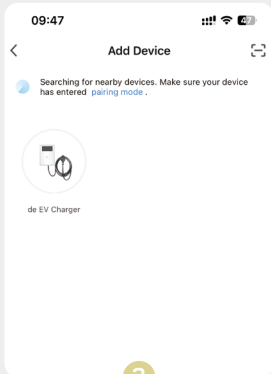 09:47
47
Add Device
Searching for nearby devices. Make sure your device
has entered pairing mode .
de EV Charger